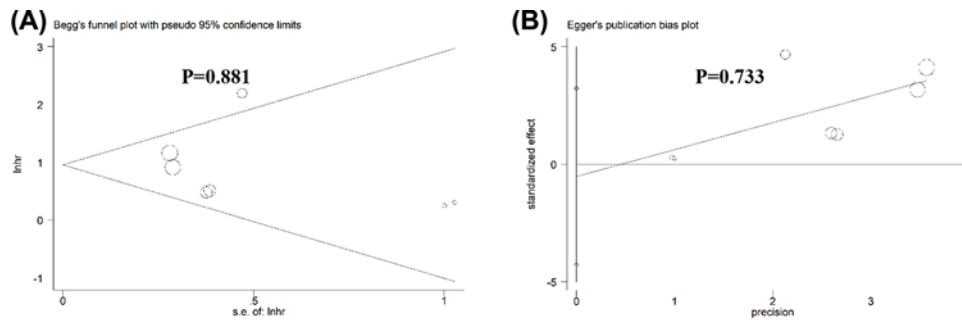 (A)
Begg's funnel plot with pseudo 95% confidence limits
P=0.881
lnhr
3
2
1
0
-1
0
.5
1
s.e. of: lnhr
(B)
Egger's publication bias plot
P=0.733
standardized effect
5
0
-5
0
1
2
3
precision